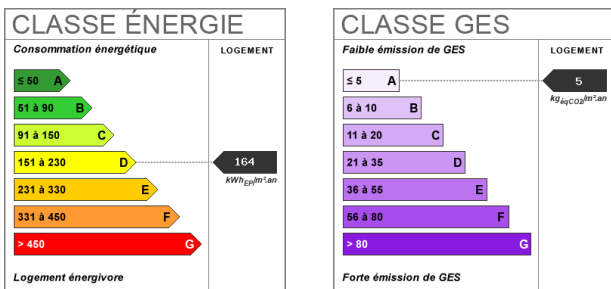 CLASSE ÉNERGIE
Consommation énergétique
LOGEMENT
≤ 50 A
51 à 90 B
91 à 150 C
151 à 230 D
164
kWhEP/m².an
231 à 330 E
331 à 450 F
> 450 G
Logement énergivore
CLASSE GES
Faible émission de GES
LOGEMENT
≤ 5 A
5
kgéqCO2/m².an
6 à 10 B
11 à 20 C
21 à 35 D
36 à 55 E
56 à 80 F
> 80 G
Forte émission de GES